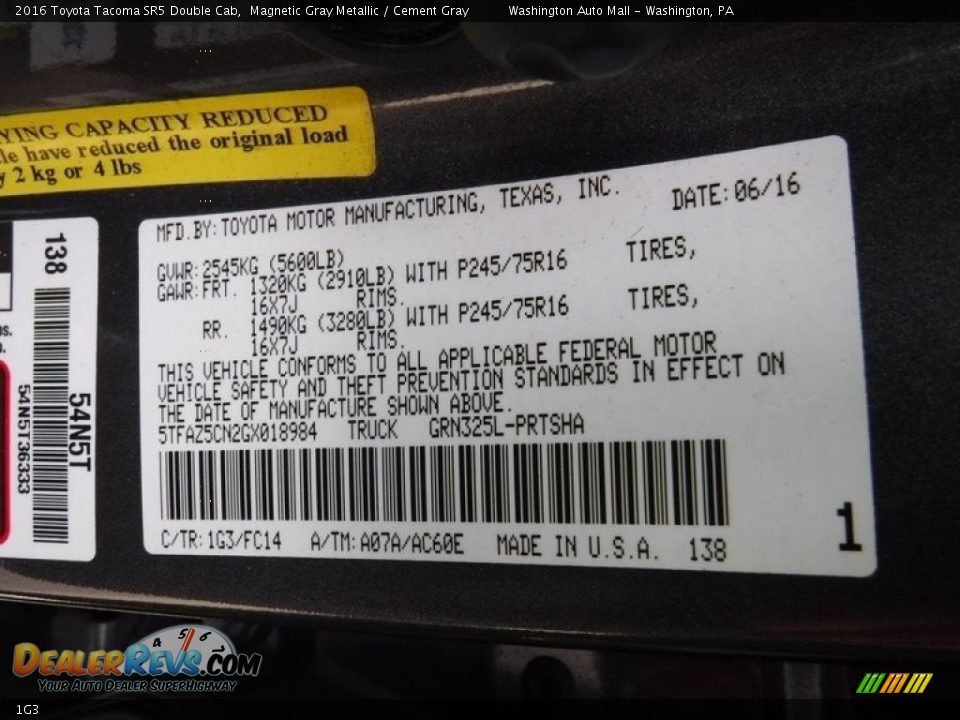 2016 Toyota Tacoma SR5 Double Cab, Magnetic Gray Metallic / Cement Gray Washington Auto Mall - Washington, PA
YING CAPACITY REDUCED
le have reduced the original load
y 2 kg or 4 lbs
138
54N5T
54N5T36333
MFD.BY:TOYOTA MOTOR MANUFACTURING, TEXAS, INC. DATE:06/16
GVWR:2545KG (5600LB)
GAWR:FRT. 1320KG (2910LB) WITH P245/75R16 TIRES,
16X7J RIMS.
RR. 1490KG (3280LB) WITH P245/75R16 TIRES,
16X7J RIMS.
THIS VEHICLE CONFORMS TO ALL APPLICABLE FEDERAL MOTOR
VEHICLE SAFETY AND THEFT PREVENTION STANDARDS IN EFFECT ON
THE DATE OF MANUFACTURE SHOWN ABOVE.
5TFAZ5CN2GX018984 TRUCK GRN325L-PRTSHA
C/TR:1G3/FC14 A/TM:A07A/AC60E MADE IN U.S.A. 138
1
4 5 6
DealerRevs.com
Your Auto Dealer SuperHighway
1G3